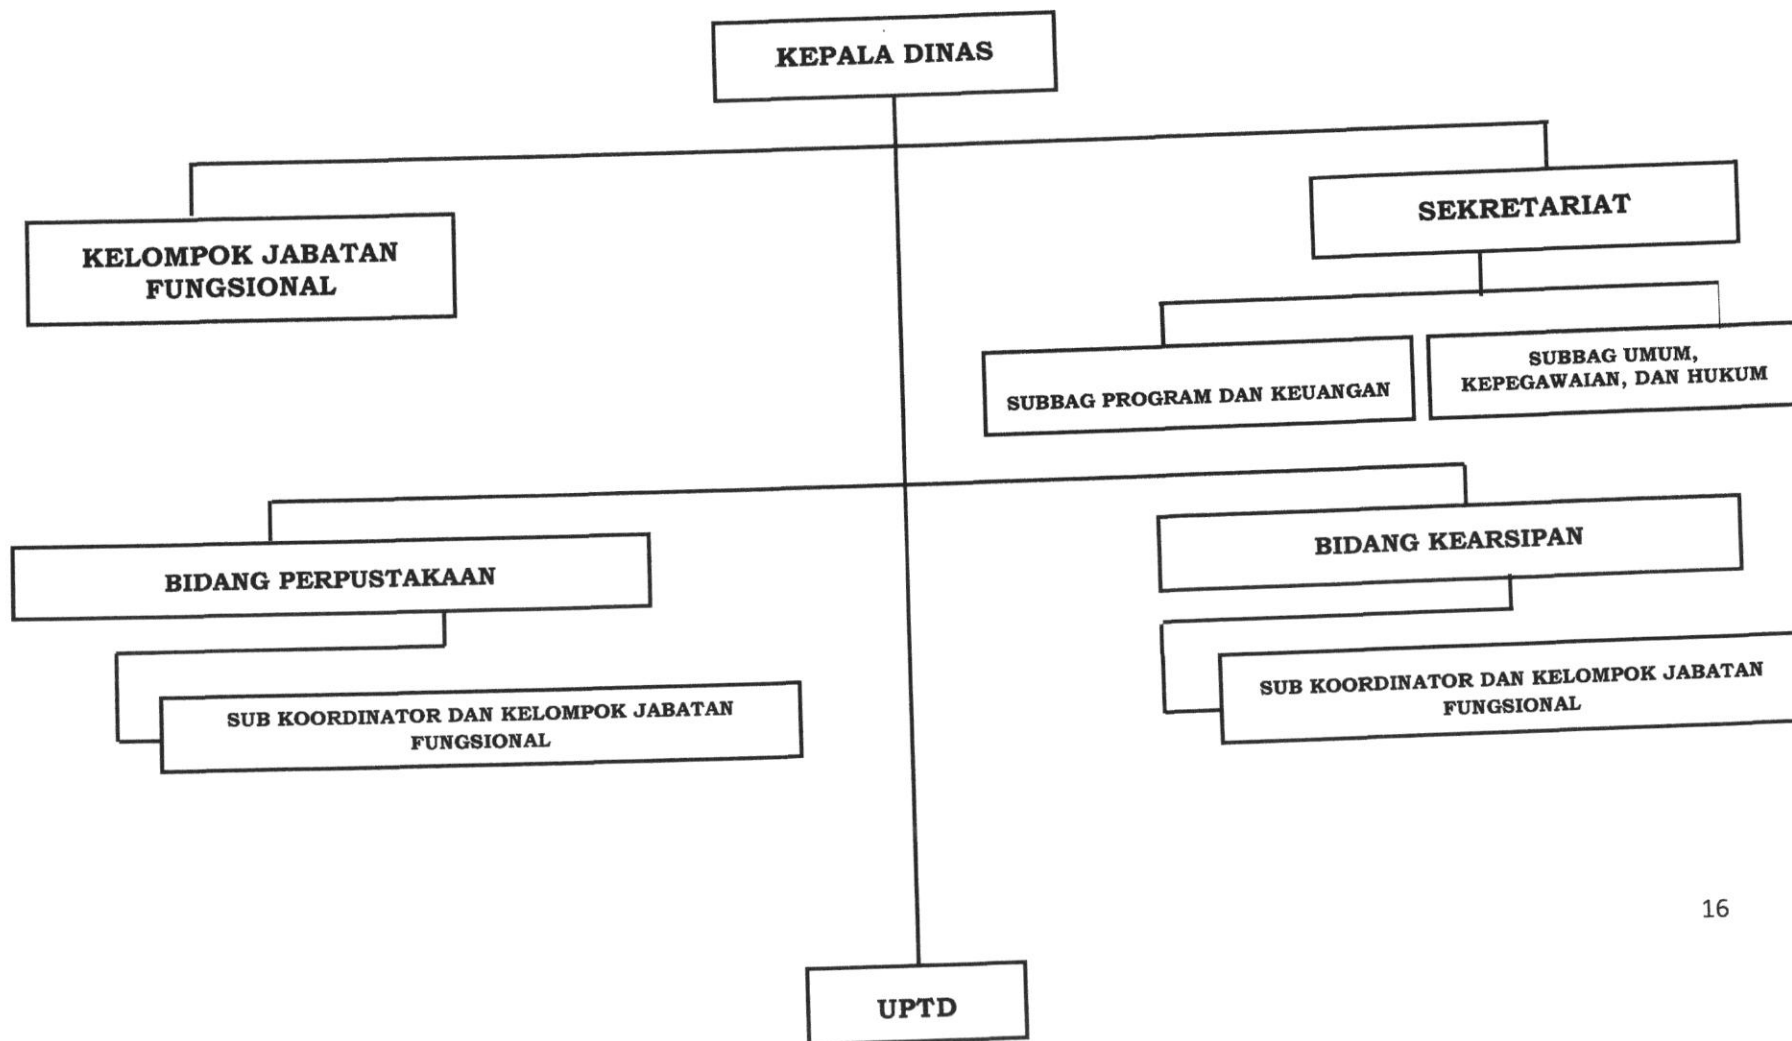 KEPALA DINAS
SEKRETARIAT
KELOMPOK JABATAN
FUNGSIONAL
SUBBAG PROGRAM DAN KEUANGAN
SUBBAG UMUM,
KEPEGAWAIAN, DAN HUKUM
BIDANG PERPUSTAKAAN
BIDANG KEARSIPAN
SUB KOORDINATOR DAN KELOMPOK JABATAN
FUNGSIONAL
SUB KOORDINATOR DAN KELOMPOK JABATAN
FUNGSIONAL
16
UPTD